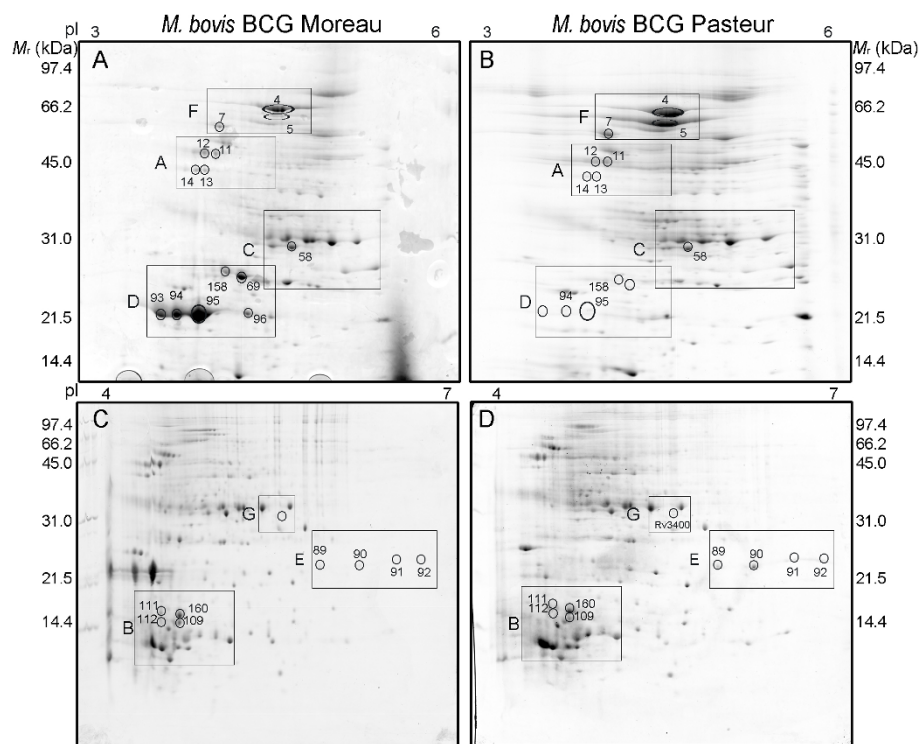 M. bovis BCG Moreau
M. bovis BCG Pasteur
pI 3 6 3 6
Mr (kDa)
Mr (kDa)
97.4
66.2
45.0
31.0
21.5
14.4
A
F
4
7
5
12
11
A
14 13
C
58
D
93 94 95
158
69
96
B
F
4
7
5
12
11
A
14 13
C
58
D
94
158
95
97.4
66.2
45.0
31.0
21.5
14.4
pI 4 7 4 7
97.4
66.2
45.0
31.0
21.5
14.4
C
G
E
89 90
91 92
B
111
112
160
109
D
G
Rv3400
E
89 90
91 92
B
111
112
160
109
97.4
66.2
45.0
31.0
21.5
14.4